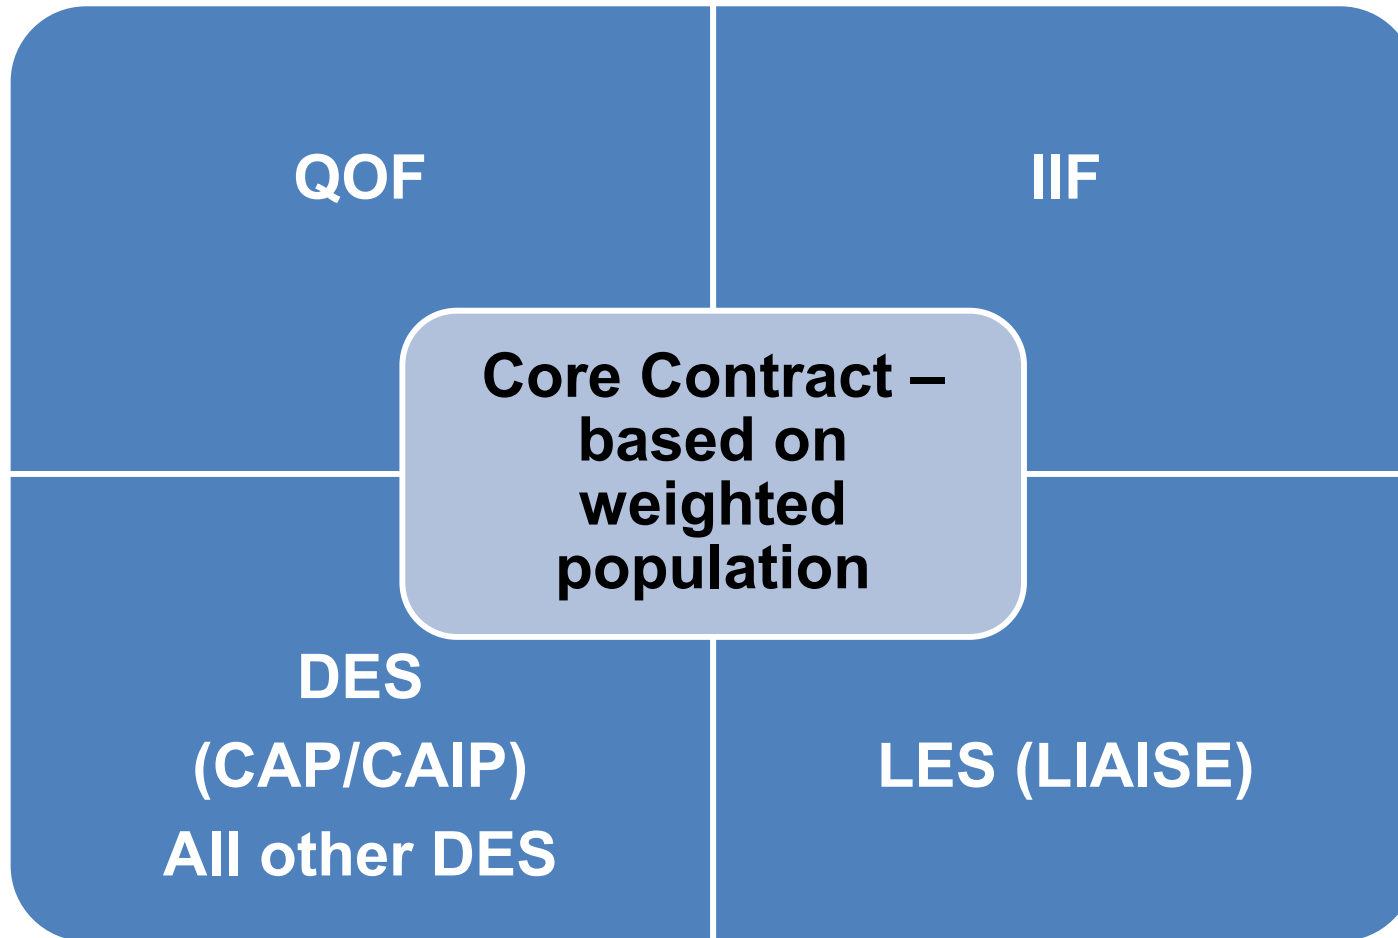 QOF
IIF
Core Contract –
based on
weighted
population
DES
(CAP/CAIP)
All other DES
LES (LIAISE)